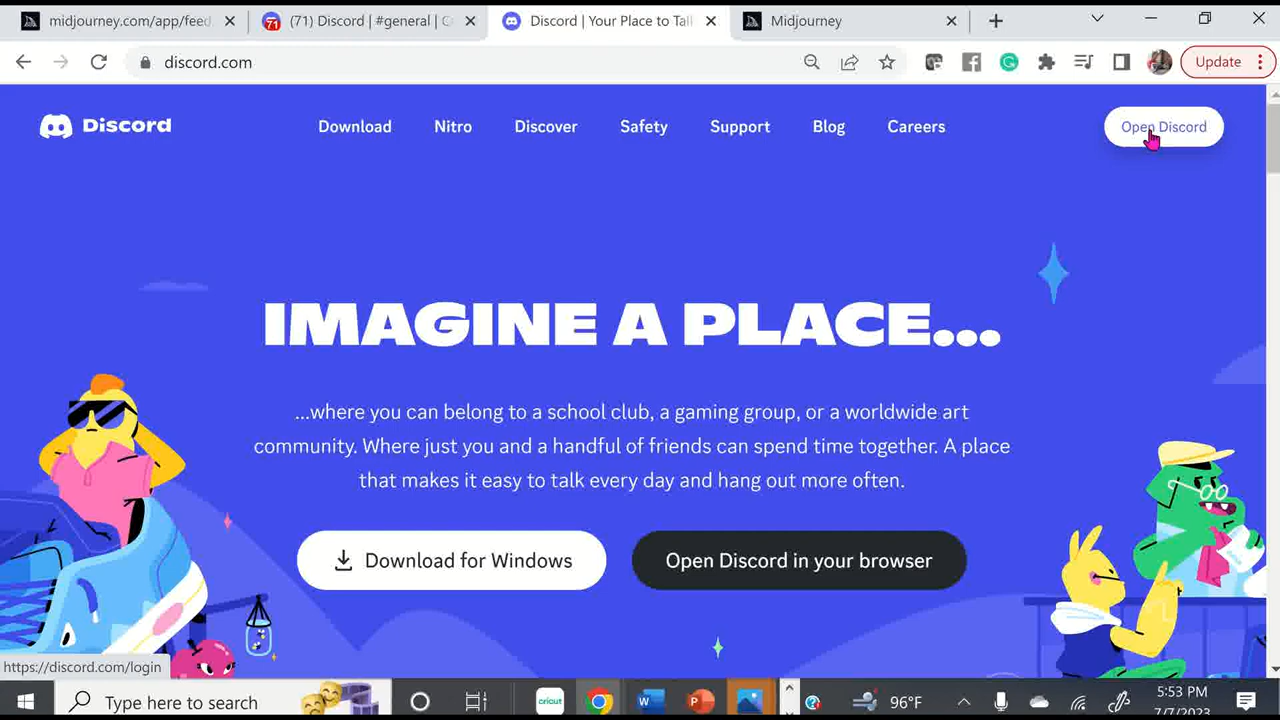 midjourney.com/app/feed
(71) Discord | #general | C
Discord | Your Place to Tal
Midjourney
discord.com
Update
Discord
Download
Nitro
Discover
Safety
Support
Blog
Careers
Open Discord
IMAGINE A PLACE...
...where you can belong to a school club, a gaming group, or a worldwide art
community. Where just you and a handful of friends can spend time together. A place
that makes it easy to talk every day and hang out more often.
Download for Windows
Open Discord in your browser
https://discord.com/login
Type here to search
cricut
96°F
5:53 PM
7/7/2023